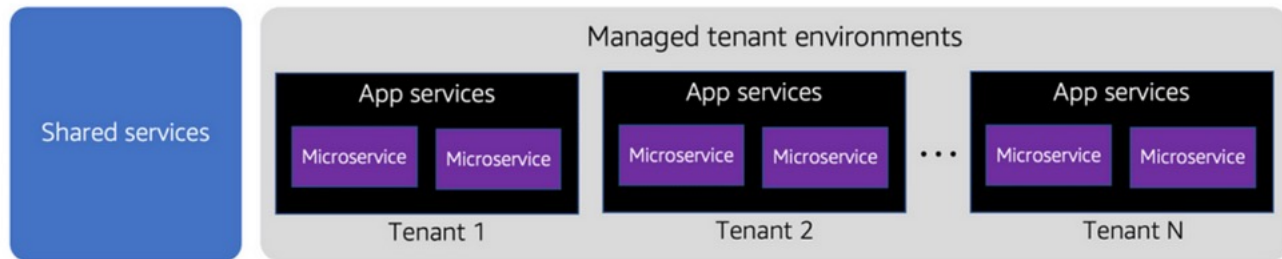 Shared services
Managed tenant environments
App services
Microservice
Microservice
Tenant 1
App services
Microservice
Microservice
Tenant 2
...
App services
Microservice
Microservice
Tenant N